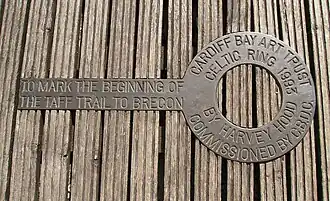 TO MARK THE BEGINNING OF
THE TAFF TRAIL TO BRECON
CARDIFF BAY ART TRUST
CELTIC RING 1993
BY HARVEY HOOD
COMMISSIONED BY C.B.D.C.